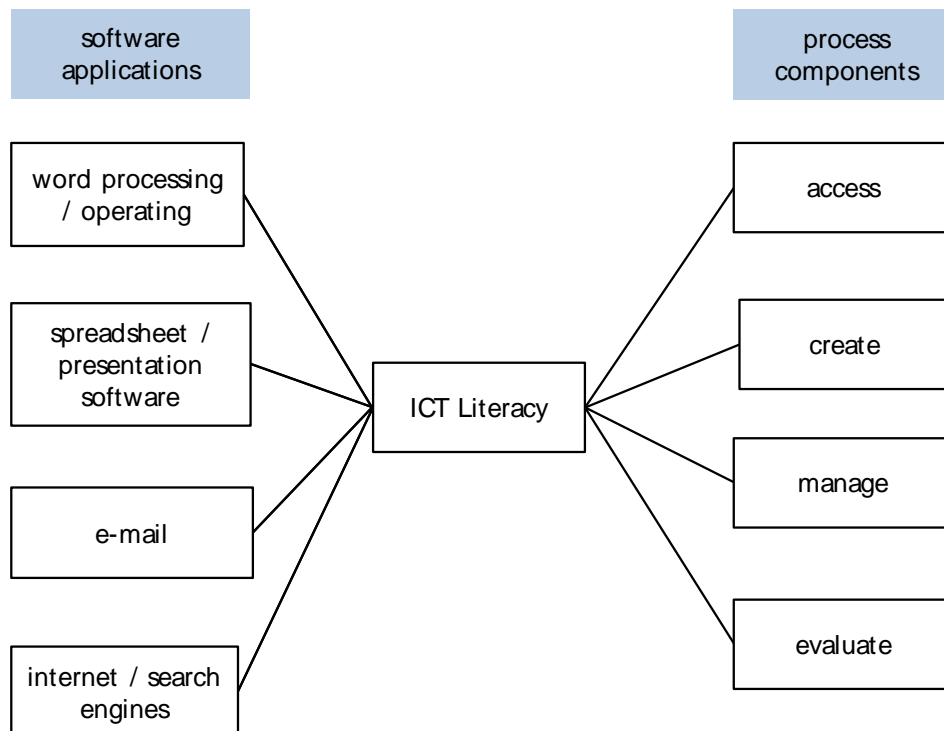 software
applications
word processing
/ operating
spreadsheet /
presentation
software
e-mail
internet / search
engines
ICT Literacy
process
components
access
create
manage
evaluate